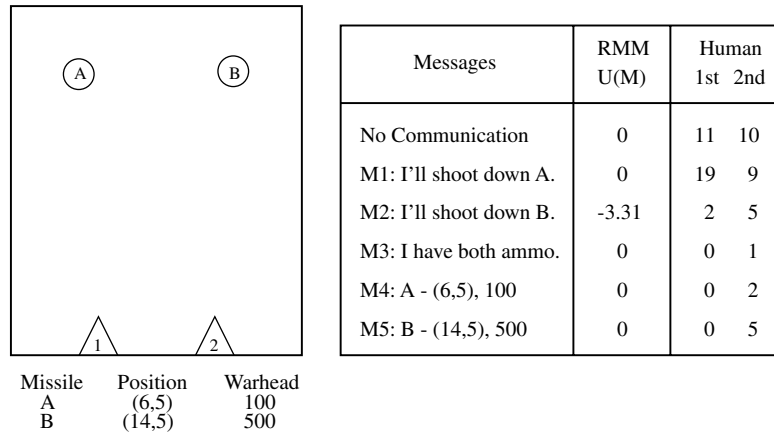 A
B
1
2
Missile Position Warhead
A (6,5) 100
B (14,5) 500
Messages RMM U(M) Human 1st 2nd
No Communication 0 11 10
M1: I'll shoot down A. 0 19 9
M2: I'll shoot down B. -3.31 2 5
M3: I have both ammo. 0 0 1
M4: A - (6,5), 100 0 0 2
M5: B - (14,5), 500 0 0 5